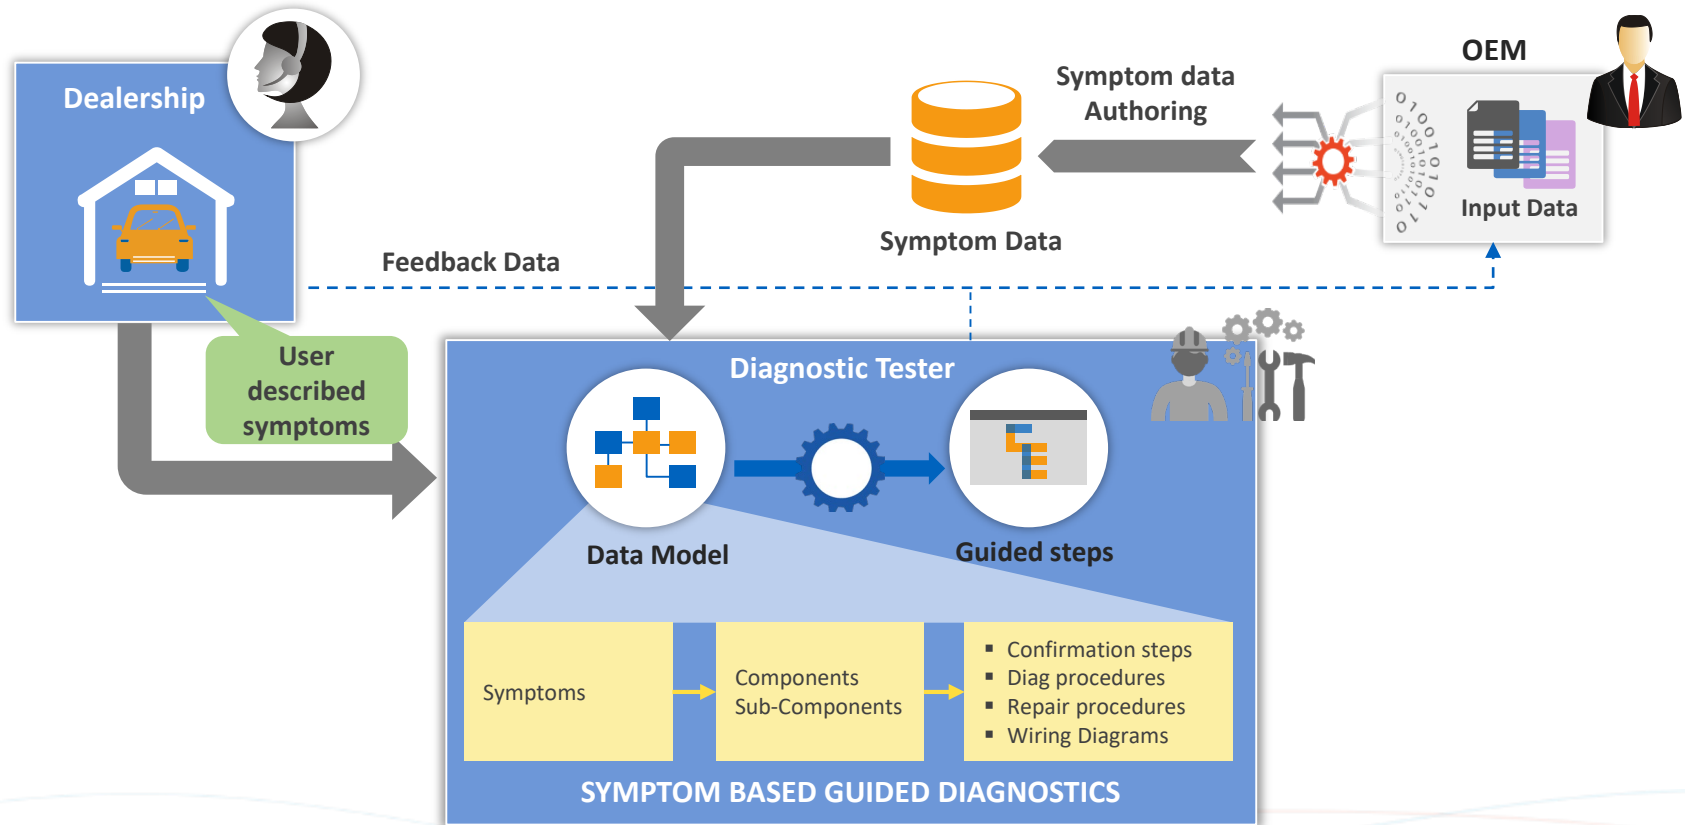 Dealership
OEM
Symptom data
Authoring
Input Data
Symptom Data
Feedback Data
User
described
symptoms
Diagnostic Tester
Data Model
Guided steps
Symptoms
Components
Sub-Components
▪ Confirmation steps
▪ Diag procedures
▪ Repair procedures
▪ Wiring Diagrams
SYMPTOM BASED GUIDED DIAGNOSTICS